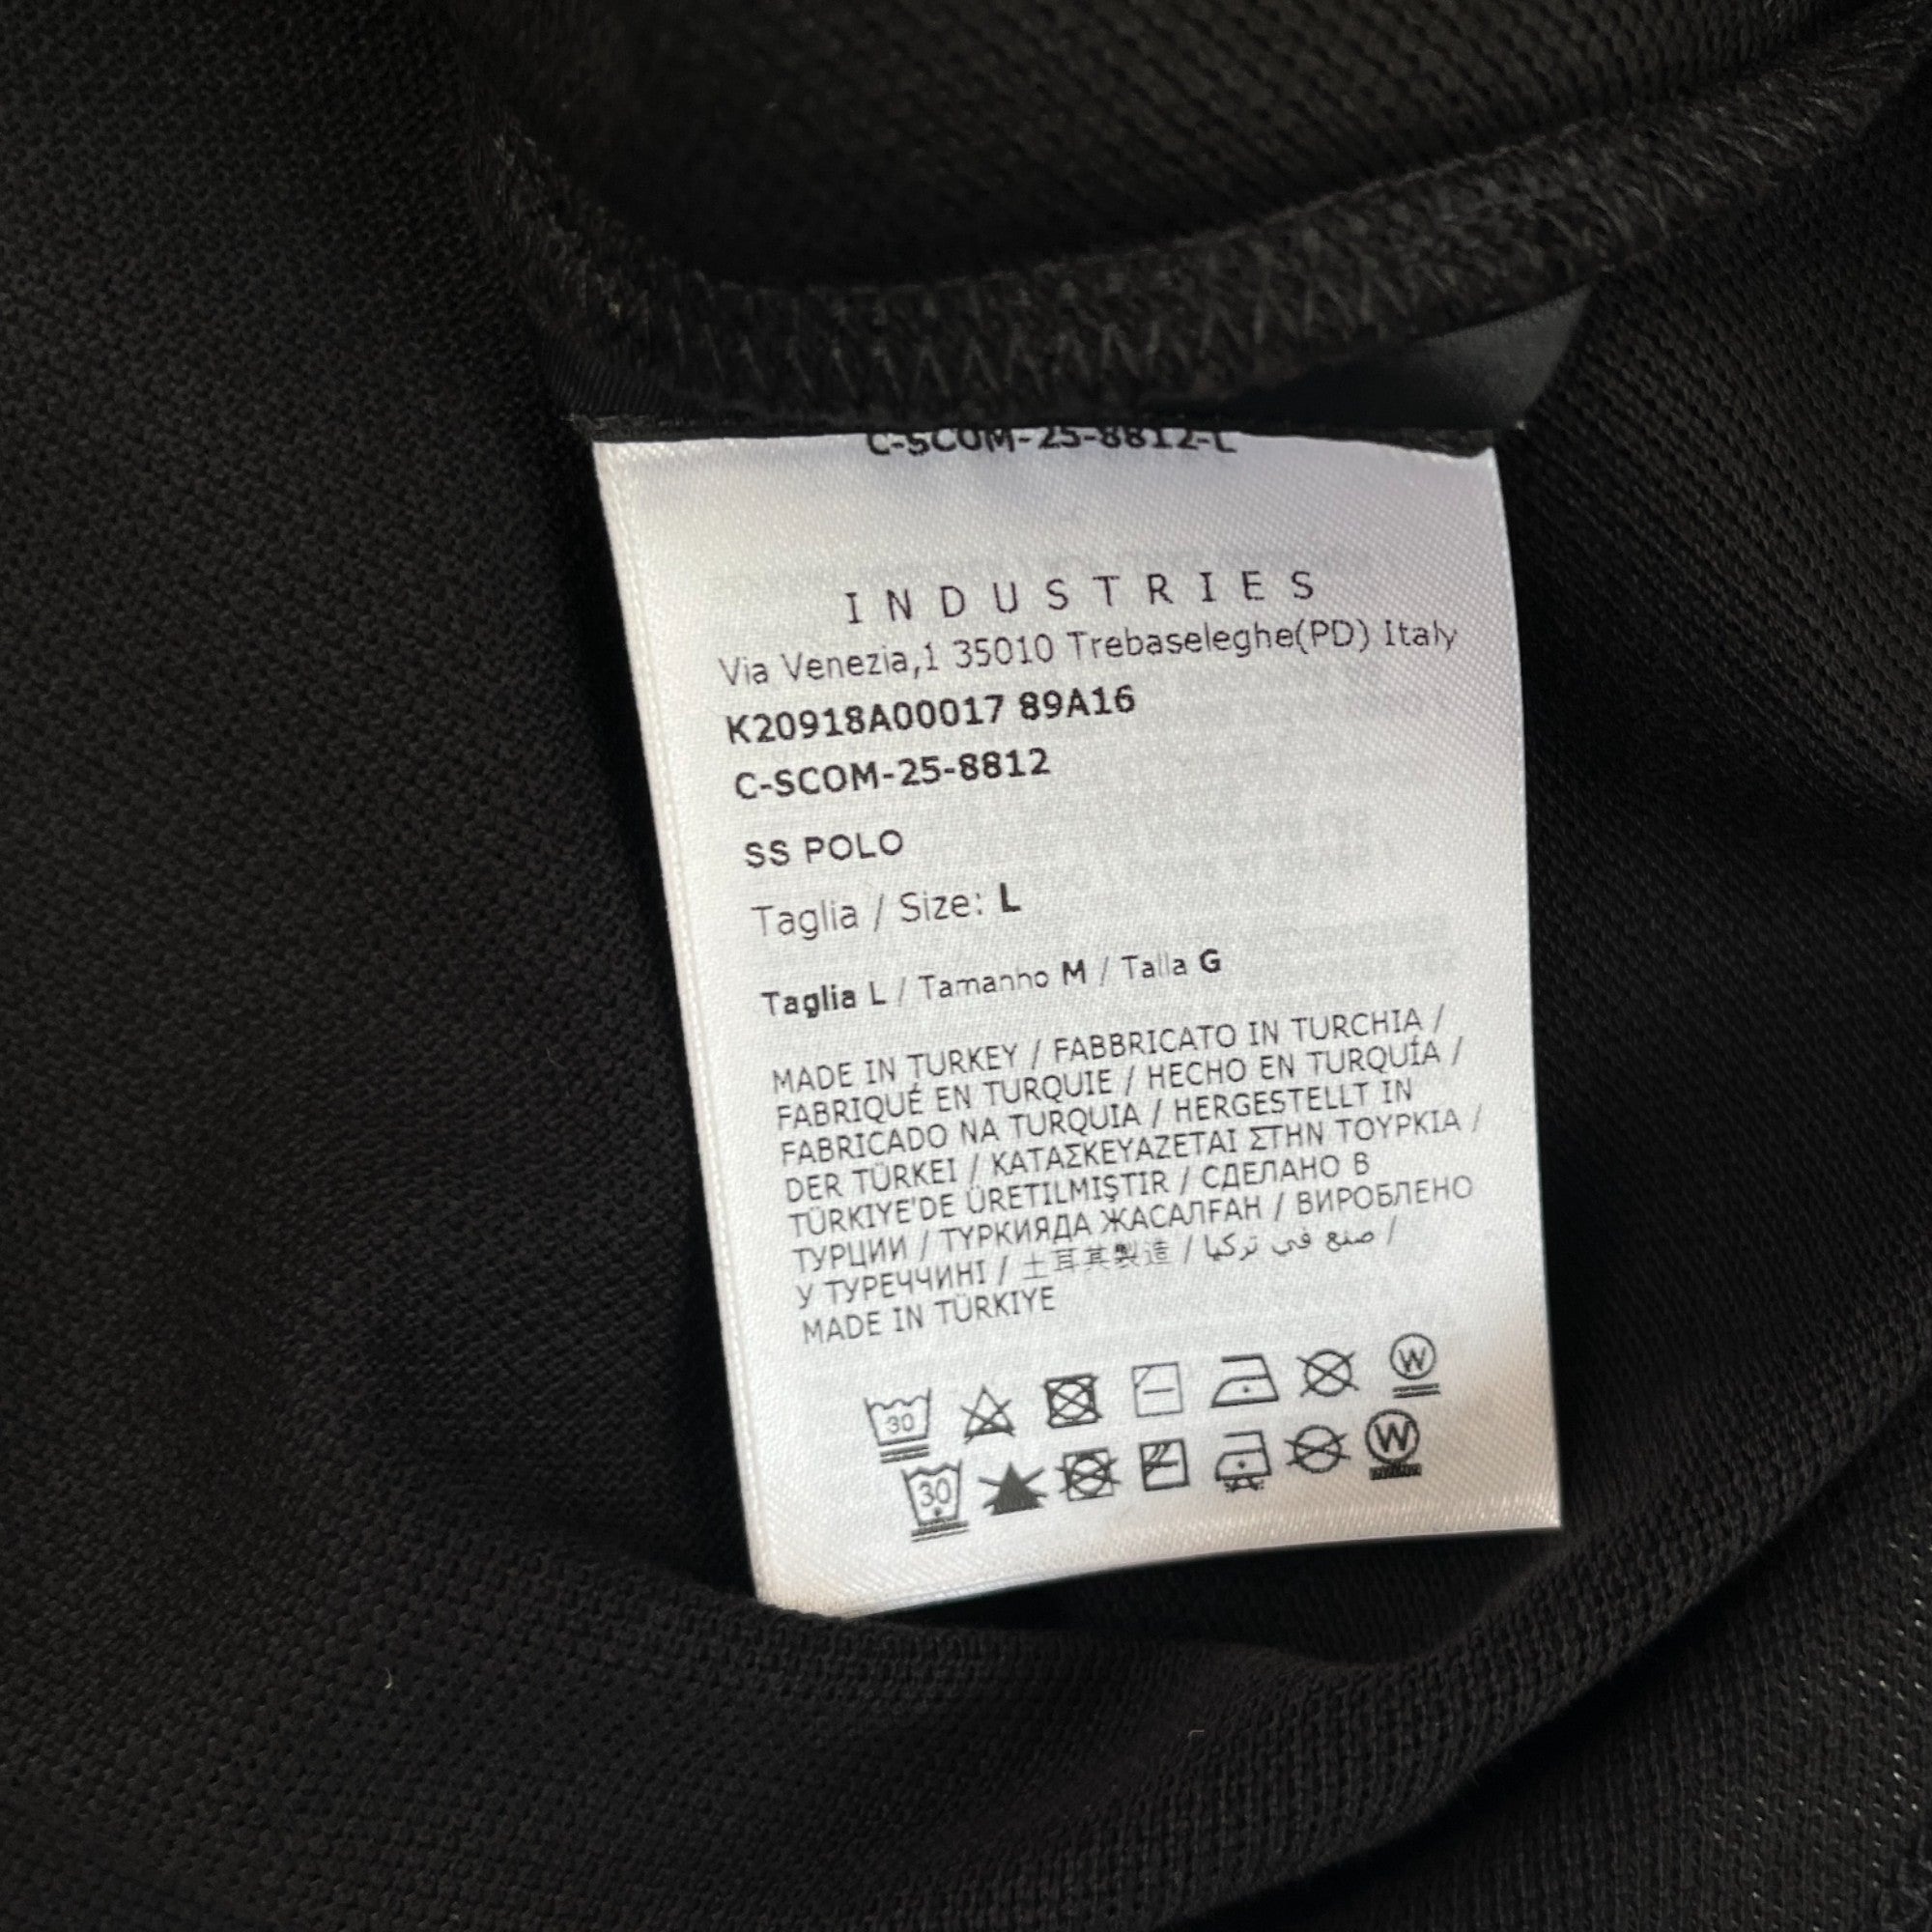 C-SCOM-25-8812-L
INDUSTRIES
Via Venezia,1 35010 Trebaseleghe(PD) Italy
K20918A00017 89A16
C-SCOM-25-8812
SS POLO
Taglia / Size: L
Taglia L / Tamanno M / Talla G
MADE IN TURKEY / FABBRICATO IN TURCHIA /
FABRIQUÉ EN TURQUIE / HECHO EN TURQUÍA /
FABRICADO NA TURQUIA / HERGESTELLT IN
DER TÜRKEI / ΚΑΤΑΣΚΕΥΑΖΕΤΑΙ ΣΤΗΝ ΤΟΥΡΚΙΑ /
TÜRKIYE'DE ÜRETILMIŞTIR / СДЕЛАНО В
ТУРЦИИ / ТҮРКИЯДА ЖАСАЛҒАН / ВИРОБЛЕНО
У ТУРЕЧЧИНІ / 土耳其製造 / صنع في تركيا /
MADE IN TÜRKIYE
30 W
30 W